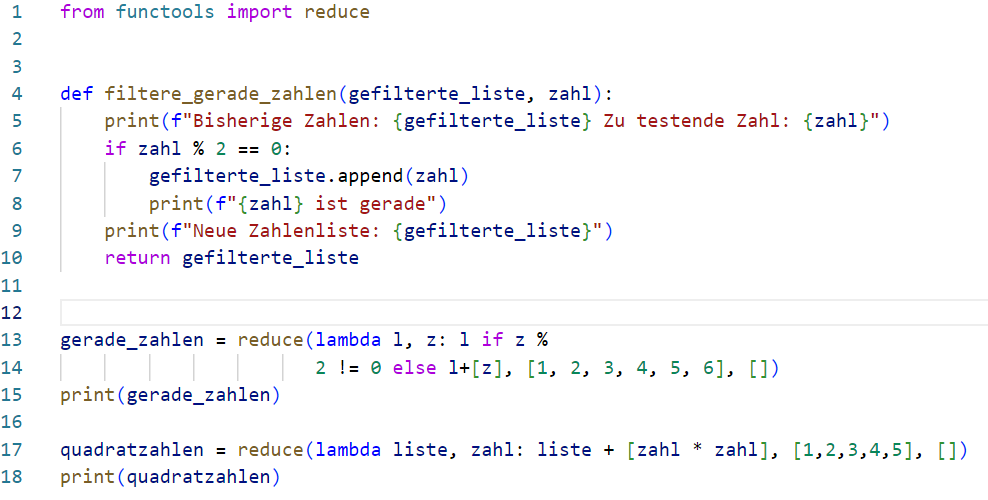 1 from functools import reduce
2
3
4 def filtere_gerade_zahlen(gefilterte_liste, zahl):
5     print(f"Bisherige Zahlen: {gefilterte_liste} Zu testende Zahl: {zahl}")
6     if zahl % 2 == 0:
7         gefilterte_liste.append(zahl)
8         print(f"{zahl} ist gerade")
9     print(f"Neue Zahlenliste: {gefilterte_liste}")
10     return gefilterte_liste
11
12
13 gerade_zahlen = reduce(lambda l, z: l if z %
14                        2 != 0 else l+[z], [1, 2, 3, 4, 5, 6], [])
15 print(gerade_zahlen)
16
17 quadratzahlen = reduce(lambda liste, zahl: liste + [zahl * zahl], [1,2,3,4,5], [])
18 print(quadratzahlen)